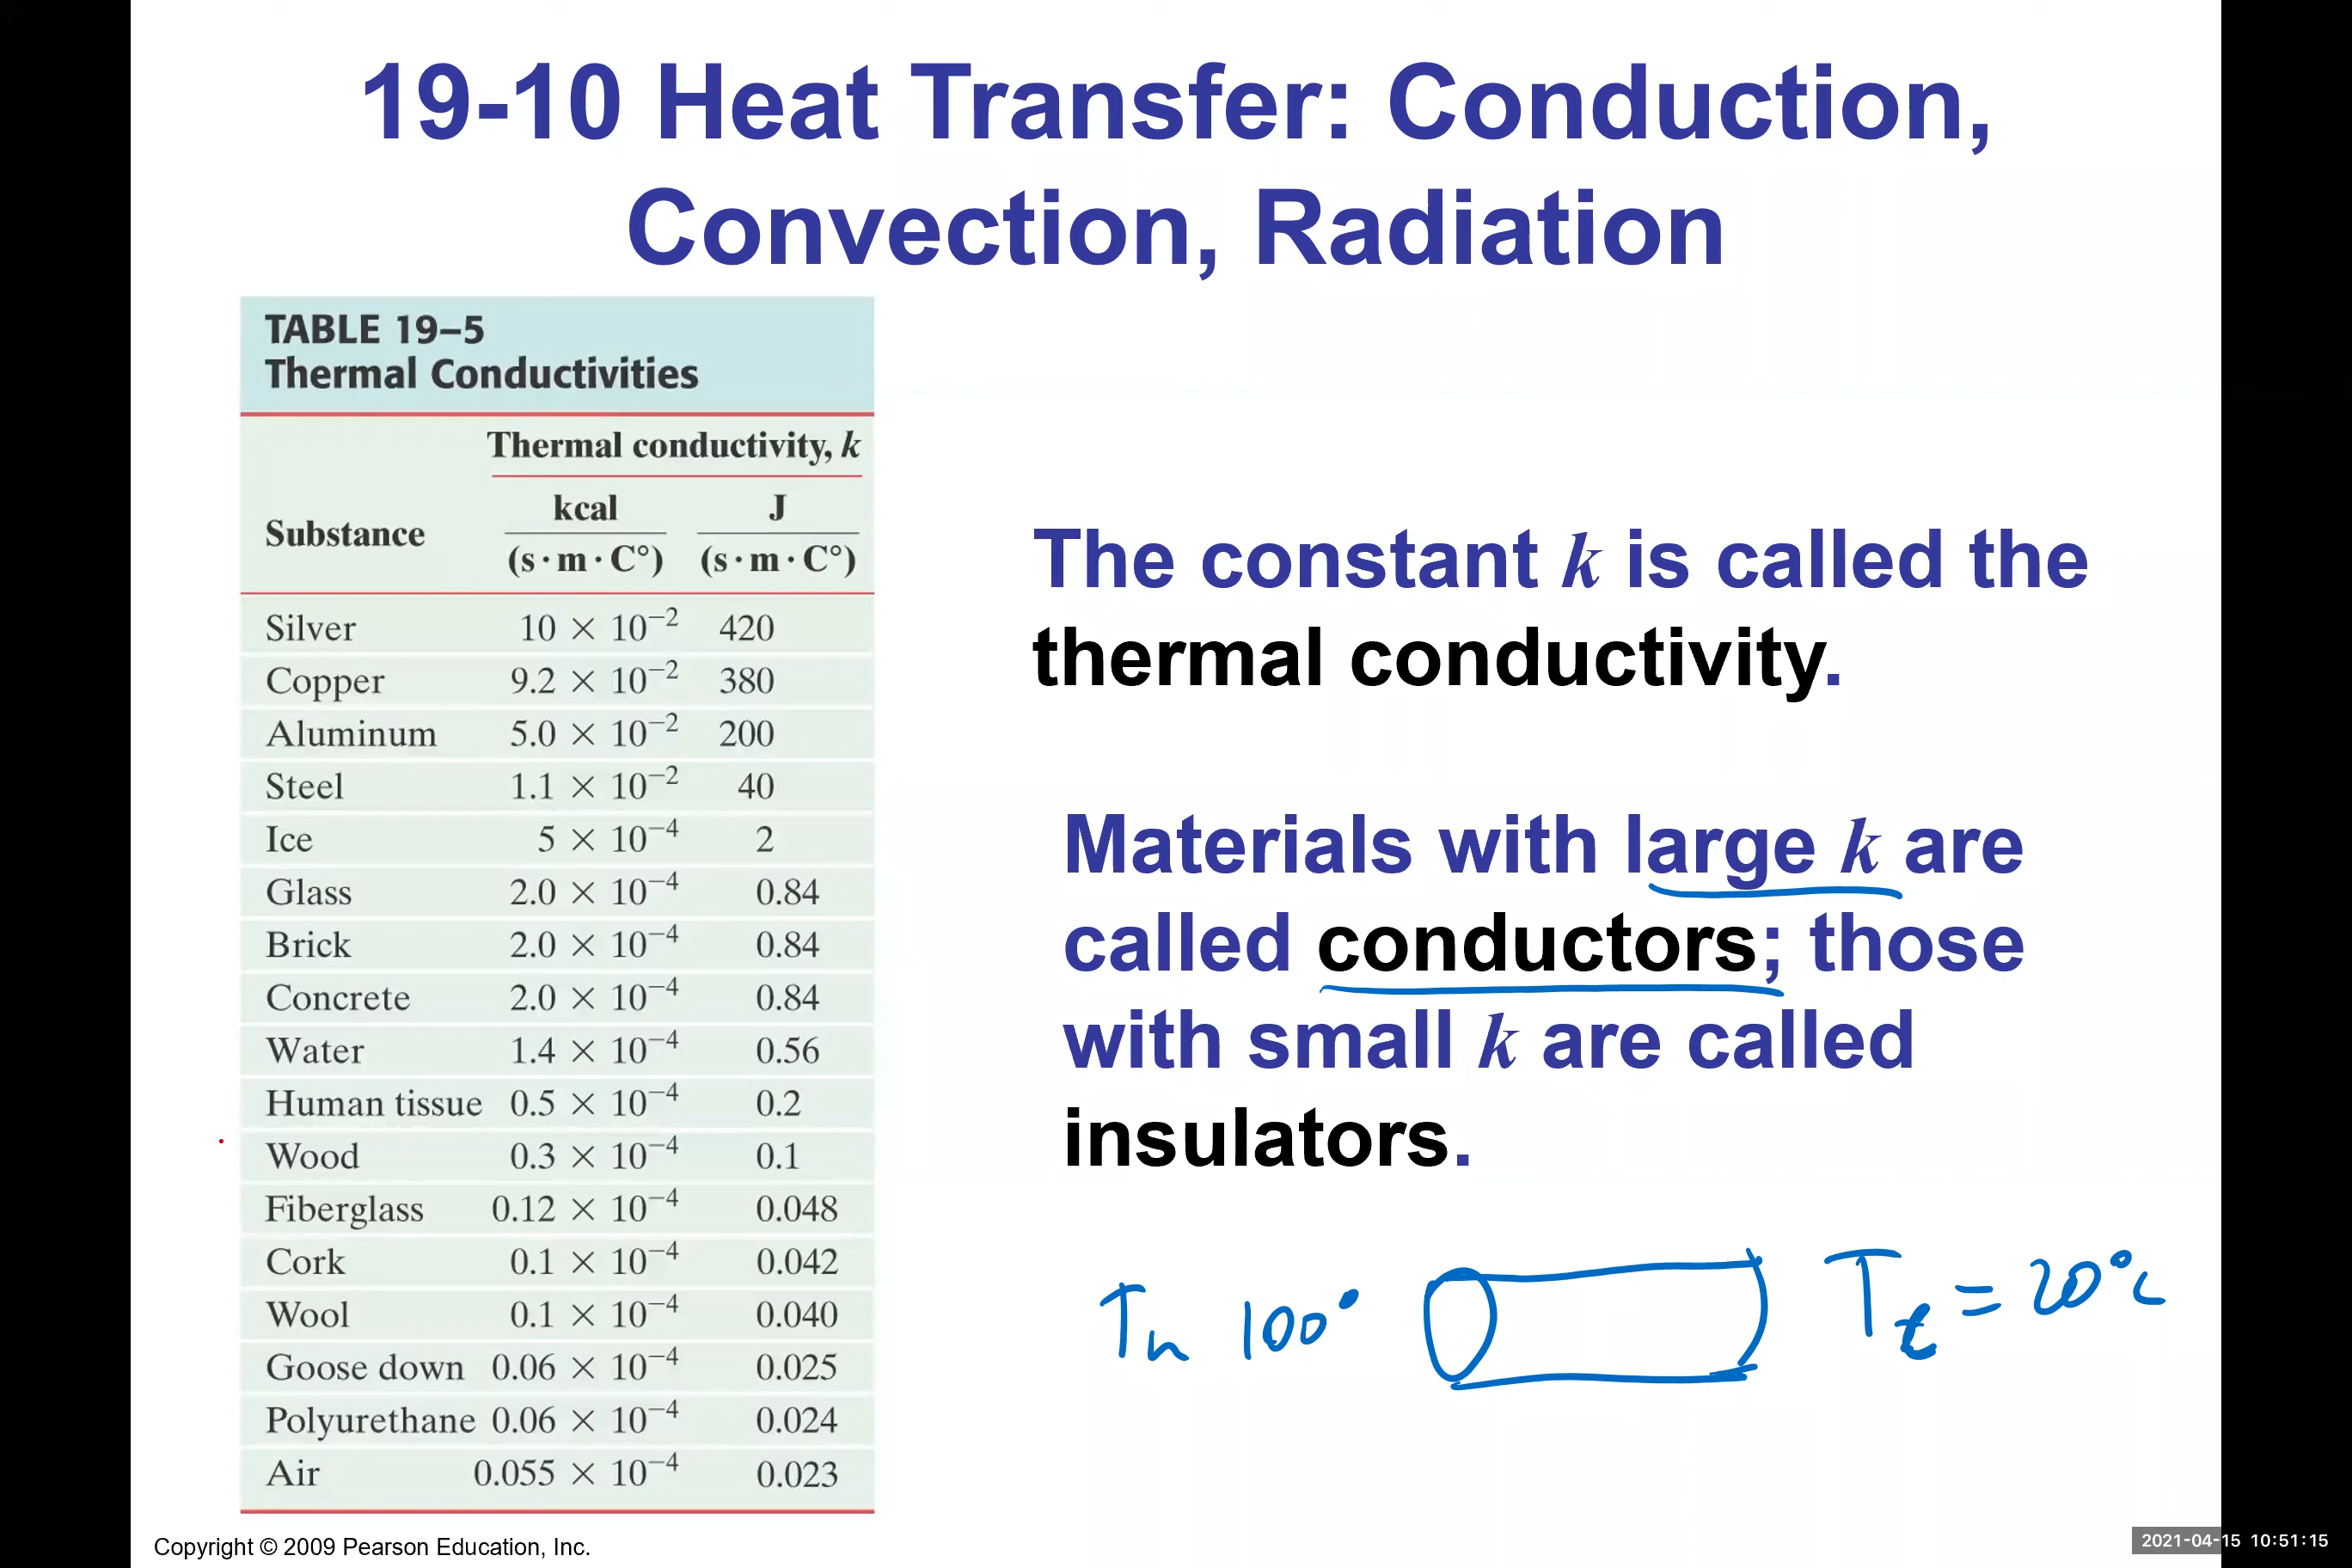 19-10 Heat Transfer: Conduction,
Convection, Radiation
TABLE 19–5
Thermal Conductivities
Thermal conductivity, k
Substance kcal/(s·m·C°) J/(s·m·C°)
Silver 10 × 10⁻² 420
Copper 9.2 × 10⁻² 380
Aluminum 5.0 × 10⁻² 200
Steel 1.1 × 10⁻² 40
Ice 5 × 10⁻⁴ 2
Glass 2.0 × 10⁻⁴ 0.84
Brick 2.0 × 10⁻⁴ 0.84
Concrete 2.0 × 10⁻⁴ 0.84
Water 1.4 × 10⁻⁴ 0.56
Human tissue 0.5 × 10⁻⁴ 0.2
Wood 0.3 × 10⁻⁴ 0.1
Fiberglass 0.12 × 10⁻⁴ 0.048
Cork 0.1 × 10⁻⁴ 0.042
Wool 0.1 × 10⁻⁴ 0.040
Goose down 0.06 × 10⁻⁴ 0.025
Polyurethane 0.06 × 10⁻⁴ 0.024
Air 0.055 × 10⁻⁴ 0.023
The constant k is called the
thermal conductivity.
Materials with large k are
called conductors; those
with small k are called
insulators.
Tₕ 100°
= 20°C
Copyright © 2009 Pearson Education, Inc.
2021-04-15 10:51:15